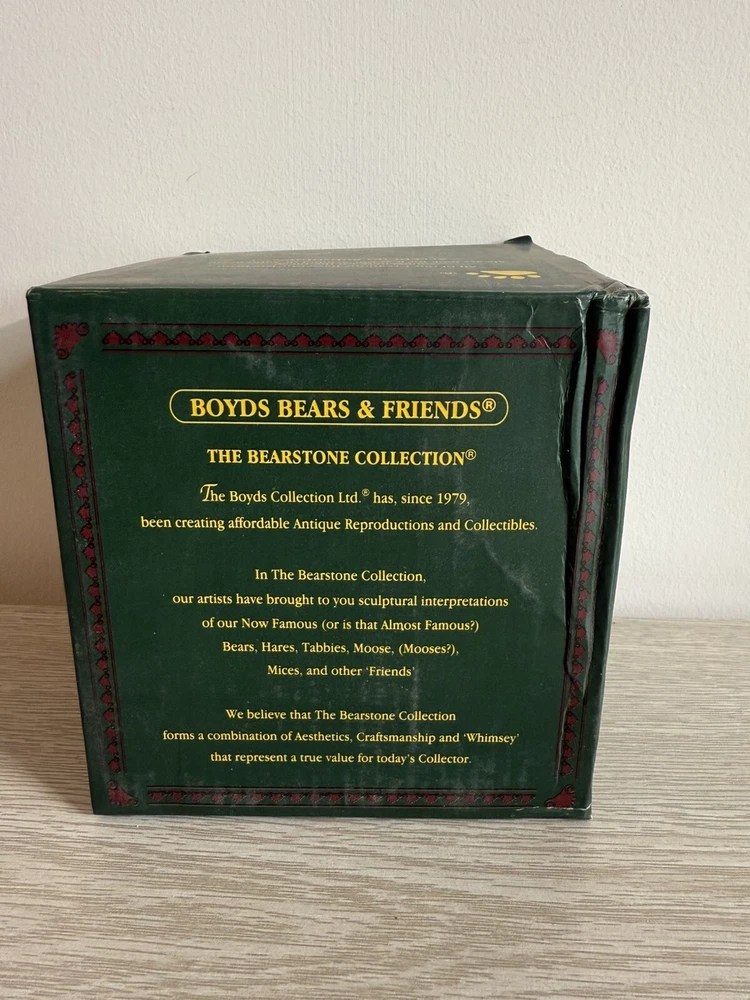 BOYDS BEARS & FRIENDS®
THE BEARSTONE COLLECTION®
The Boyds Collection Ltd.® has, since 1979,
been creating affordable Antique Reproductions and Collectibles.
In The Bearstone Collection,
our artists have brought to you sculptural interpretations
of our Now Famous (or is that Almost Famous?)
Bears, Hares, Tabbies, Moose, (Mooses?),
Mices, and other 'Friends'
We believe that The Bearstone Collection
forms a combination of Aesthetics, Craftsmanship and 'Whimsey'
that represent a true value for today's Collector.